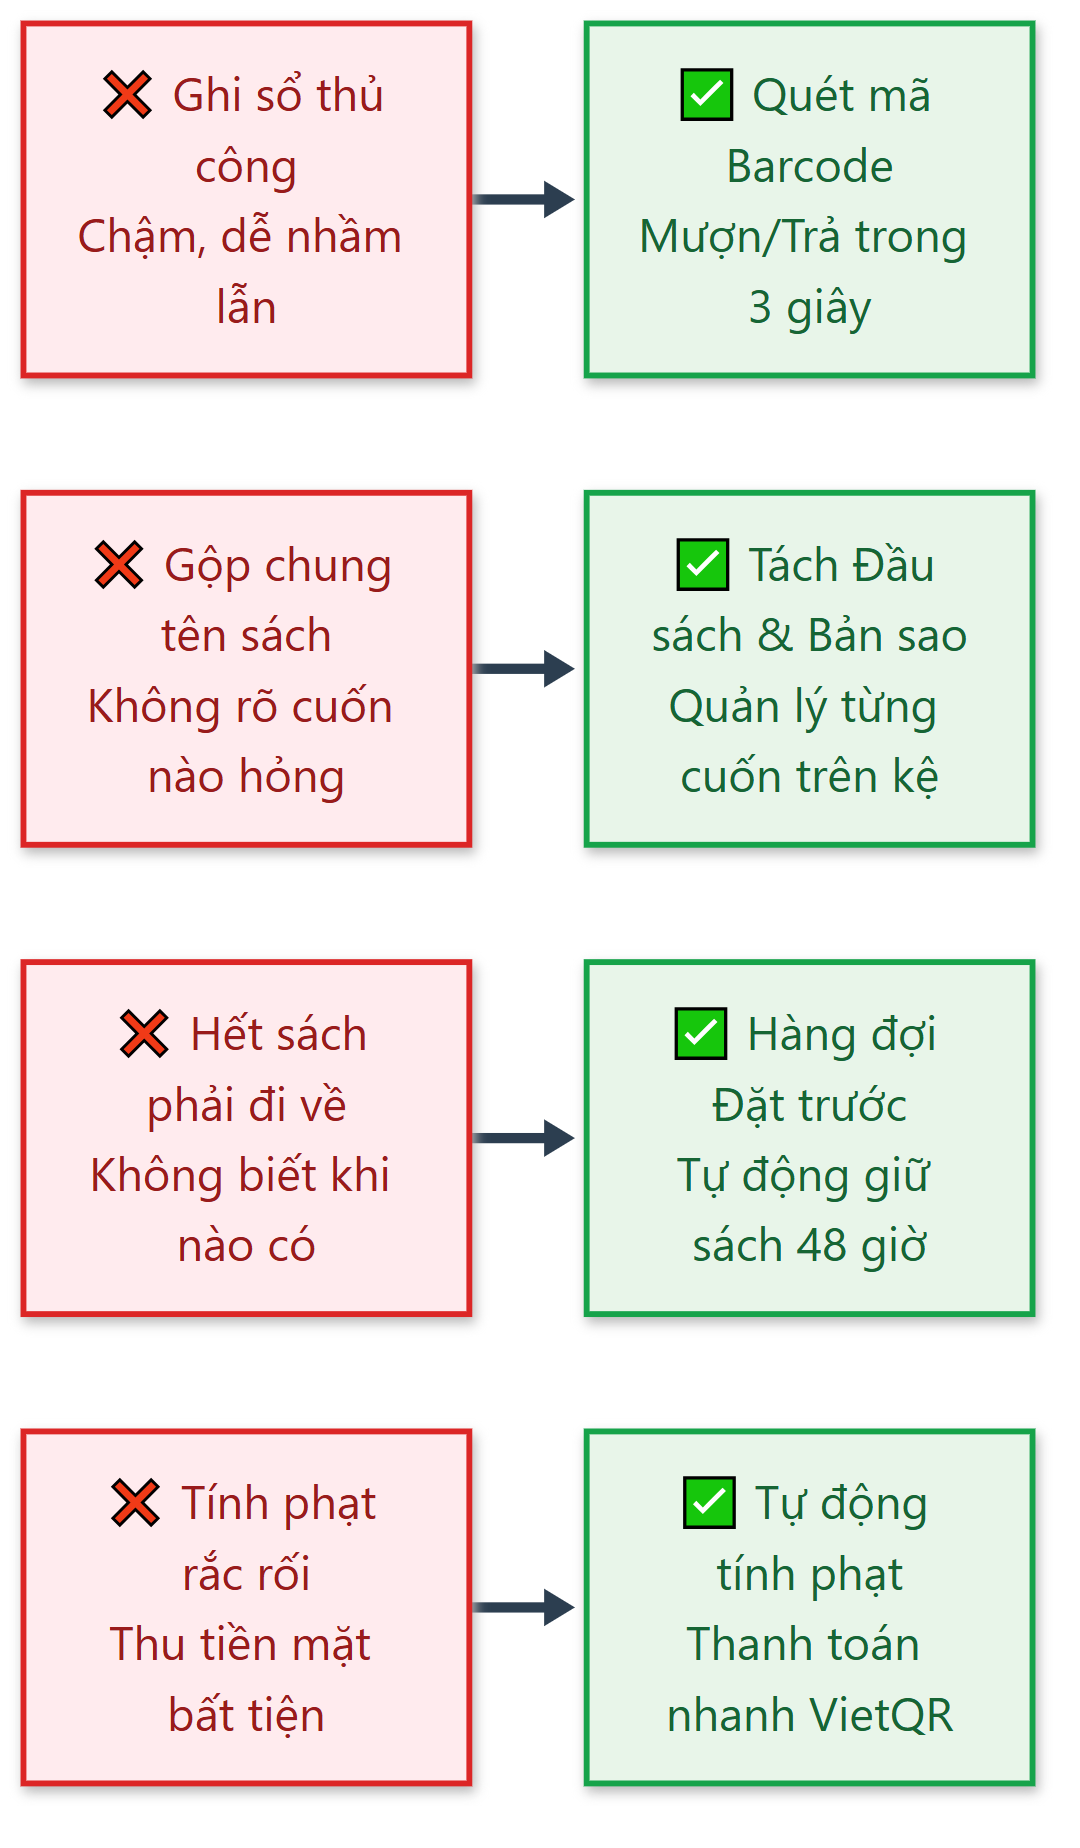 ❌ Ghi sổ thủ
công
Chậm, dễ nhầm
lẫn
✅ Quét mã
Barcode
Mượn/Trả trong
3 giây
❌ Gộp chung
tên sách
Không rõ cuốn
nào hỏng
✅ Tách Đầu
sách & Bản sao
Quản lý từng
cuốn trên kệ
❌ Hết sách
phải đi về
Không biết khi
nào có
✅ Hàng đợi
Đặt trước
Tự động giữ
sách 48 giờ
❌ Tính phạt
rắc rối
Thu tiền mặt
bất tiện
✅ Tự động
tính phạt
Thanh toán
nhanh VietQR